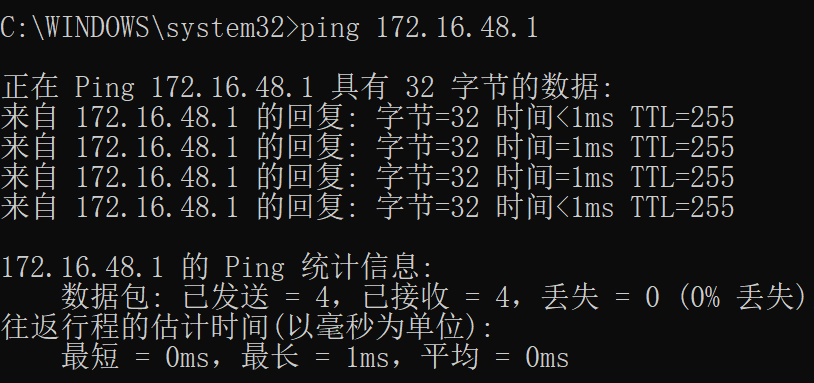 C:\WINDOWS\system32>ping 172.16.48.1
正在 Ping 172.16.48.1 具有 32 字节的数据:
来自 172.16.48.1 的回复: 字节=32 时间<1ms TTL=255
来自 172.16.48.1 的回复: 字节=32 时间=1ms TTL=255
来自 172.16.48.1 的回复: 字节=32 时间=1ms TTL=255
来自 172.16.48.1 的回复: 字节=32 时间<1ms TTL=255
172.16.48.1 的 Ping 统计信息:
数据包: 已发送 = 4，已接收 = 4，丢失 = 0 (0% 丢失)
往返行程的估计时间(以毫秒为单位):
最短 = 0ms，最长 = 1ms，平均 = 0ms